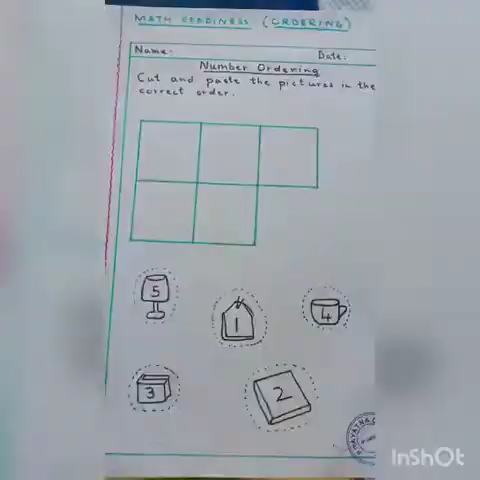 MATH READINESS (ORDERING)
Name: Date:
Number Ordering
Cut and paste the pictures in the
correct order.
5
1
4
3
2
InShOt